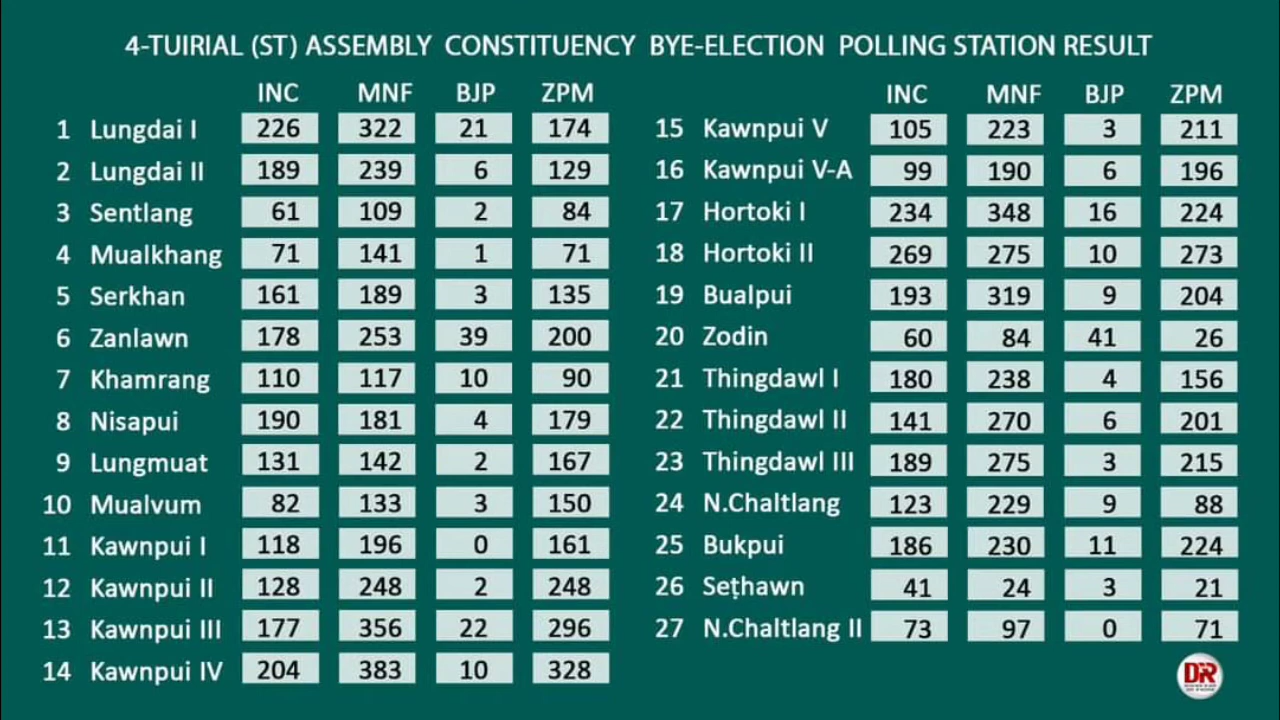 4-TUIRIAL (ST) ASSEMBLY CONSTITUENCY BYE-ELECTION POLLING STATION RESULT
INC MNF BJP ZPM
1 Lungdai I 226 322 21 174
2 Lungdai II 189 239 6 129
3 Sentlang 61 109 2 84
4 Mualkhang 71 141 1 71
5 Serkhan 161 189 3 135
6 Zanlawn 178 253 39 200
7 Khamrang 110 117 10 90
8 Nisapui 190 181 4 179
9 Lungmuat 131 142 2 167
10 Mualvum 82 133 3 150
11 Kawnpui I 118 196 0 161
12 Kawnpui II 128 248 2 248
13 Kawnpui III 177 356 22 296
14 Kawnpui IV 204 383 10 328
INC MNF BJP ZPM
15 Kawnpui V 105 223 3 211
16 Kawnpui V-A 99 190 6 196
17 Hortoki I 234 348 16 224
18 Hortoki II 269 275 10 273
19 Bualpui 193 319 9 204
20 Zodin 60 84 41 26
21 Thingdawl I 180 238 4 156
22 Thingdawl II 141 270 6 201
23 Thingdawl III 189 275 3 215
24 N.Chaltlang 123 229 9 88
25 Bukpui 186 230 11 224
26 Seṭhawn 41 24 3 21
27 N.Chaltlang II 73 97 0 71